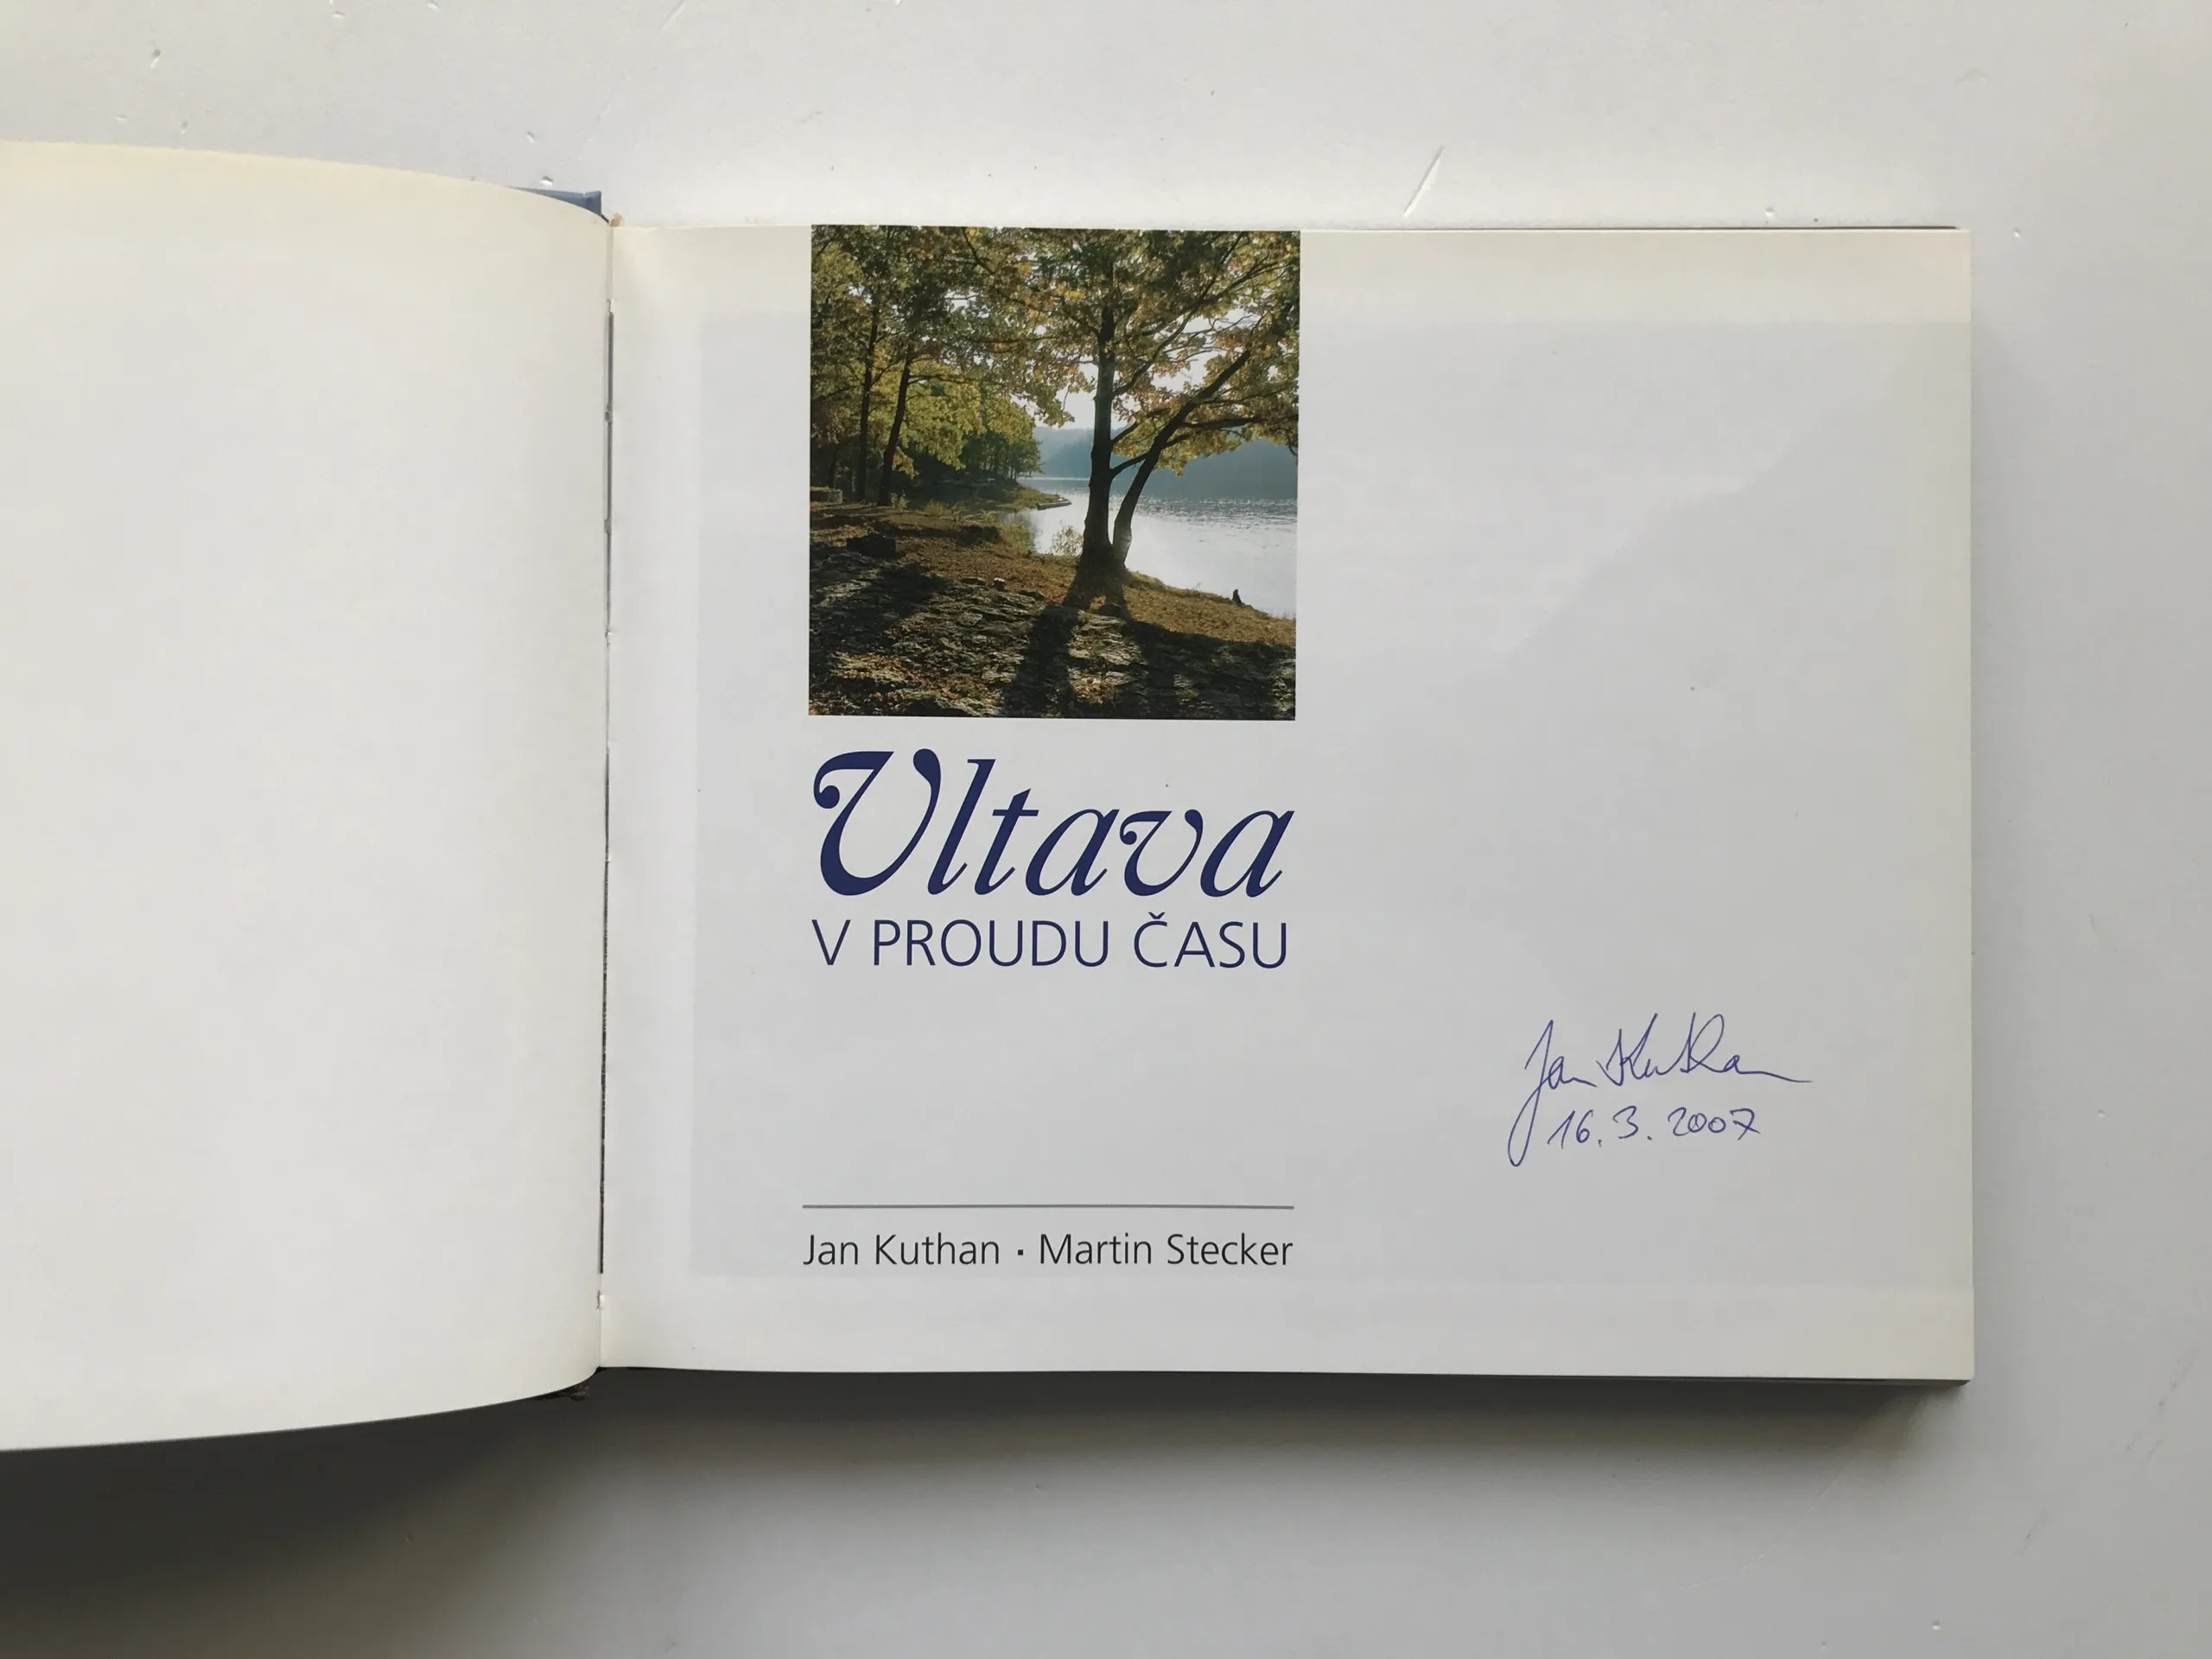 Vltava
V PROUDU ČASU
Jan Kuthan
16.3.2007
Jan Kuthan · Martin Stecker